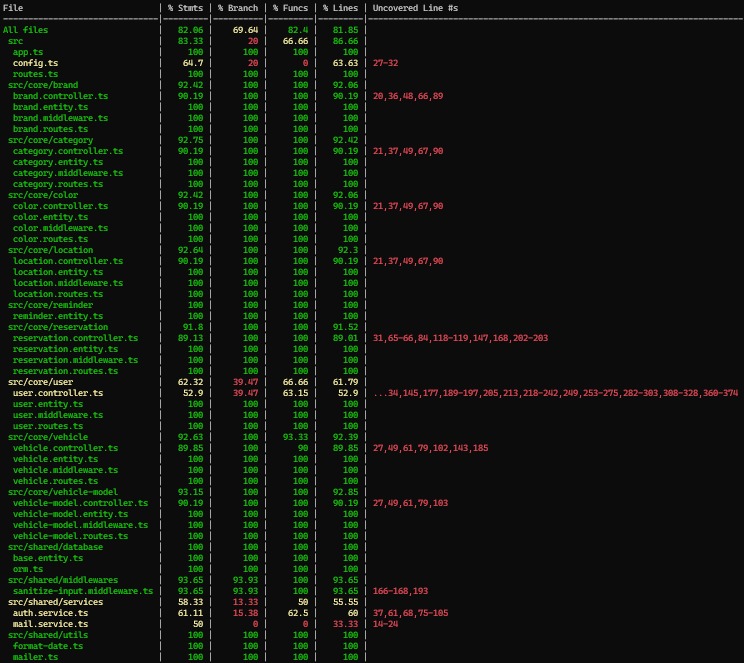 File | % Stmts | % Branch | % Funcs | % Lines | Uncovered Line #s
All files | 82.06 | 69.64 | 82.4 | 81.85 |
src | 83.33 | 20 | 66.66 | 86.66 |
app.ts | 100 | 100 | 100 | 100 |
config.ts | 64.7 | 20 | 0 | 63.63 | 27-32
routes.ts | 100 | 100 | 100 | 100 |
src/core/brand | 92.42 | 100 | 100 | 92.06 |
brand.controller.ts | 90.19 | 100 | 100 | 90.19 | 20,36,48,66,89
brand.entity.ts | 100 | 100 | 100 | 100 |
brand.middleware.ts | 100 | 100 | 100 | 100 |
brand.routes.ts | 100 | 100 | 100 | 100 |
src/core/category | 92.75 | 100 | 100 | 92.42 |
category.controller.ts | 90.19 | 100 | 100 | 90.19 | 21,37,49,67,90
category.entity.ts | 100 | 100 | 100 | 100 |
category.middleware.ts | 100 | 100 | 100 | 100 |
category.routes.ts | 100 | 100 | 100 | 100 |
src/core/color | 92.42 | 100 | 100 | 92.06 |
color.controller.ts | 90.19 | 100 | 100 | 90.19 | 21,37,49,67,90
color.entity.ts | 100 | 100 | 100 | 100 |
color.middleware.ts | 100 | 100 | 100 | 100 |
color.routes.ts | 100 | 100 | 100 | 100 |
src/core/location | 92.64 | 100 | 100 | 92.3 |
location.controller.ts | 90.19 | 100 | 100 | 90.19 | 21,37,49,67,90
location.entity.ts | 100 | 100 | 100 | 100 |
location.middleware.ts | 100 | 100 | 100 | 100 |
location.routes.ts | 100 | 100 | 100 | 100 |
src/core/reminder | 100 | 100 | 100 | 100 |
reminder.entity.ts | 100 | 100 | 100 | 100 |
src/core/reservation | 91.8 | 100 | 100 | 91.52 |
reservation.controller.ts | 89.13 | 100 | 100 | 89.01 | 31,65-66,84,118-119,147,168,202-203
reservation.entity.ts | 100 | 100 | 100 | 100 |
reservation.middleware.ts | 100 | 100 | 100 | 100 |
reservation.routes.ts | 100 | 100 | 100 | 100 |
src/core/user | 62.32 | 39.47 | 66.66 | 61.79 |
user.controller.ts | 52.9 | 39.47 | 63.15 | 52.9 | ...34,145,177,189-197,205,213,218-242,249,253-275,282-303,308-328,360-374
user.entity.ts | 100 | 100 | 100 | 100 |
user.middleware.ts | 100 | 100 | 100 | 100 |
user.routes.ts | 100 | 100 | 100 | 100 |
src/core/vehicle | 92.63 | 100 | 93.33 | 92.39 |
vehicle.controller.ts | 89.85 | 100 | 90 | 89.85 | 27,49,61,79,102,143,185
vehicle.entity.ts | 100 | 100 | 100 | 100 |
vehicle.middleware.ts | 100 | 100 | 100 | 100 |
vehicle.routes.ts | 100 | 100 | 100 | 100 |
src/core/vehicle-model | 93.15 | 100 | 100 | 92.85 |
vehicle-model.controller.ts | 90.19 | 100 | 100 | 90.19 | 27,49,61,79,103
vehicle-model.entity.ts | 100 | 100 | 100 | 100 |
vehicle-model.middleware.ts | 100 | 100 | 100 | 100 |
vehicle-model.routes.ts | 100 | 100 | 100 | 100 |
src/shared/database | 100 | 100 | 100 | 100 |
base.entity.ts | 100 | 100 | 100 | 100 |
orm.ts | 100 | 100 | 100 | 100 |
src/shared/middlewares | 93.65 | 93.93 | 100 | 93.65 |
sanitize-input.middleware.ts | 93.65 | 93.93 | 100 | 93.65 | 166-168,193
src/shared/services | 58.33 | 13.33 | 50 | 55.55 |
auth.service.ts | 61.11 | 15.38 | 62.5 | 60 | 37,61,68,75-105
mail.service.ts | 50 | 0 | 0 | 33.33 | 14-24
src/shared/utils | 100 | 100 | 100 | 100 |
format-date.ts | 100 | 100 | 100 | 100 |
mailer.ts | 100 | 100 | 100 | 100 |